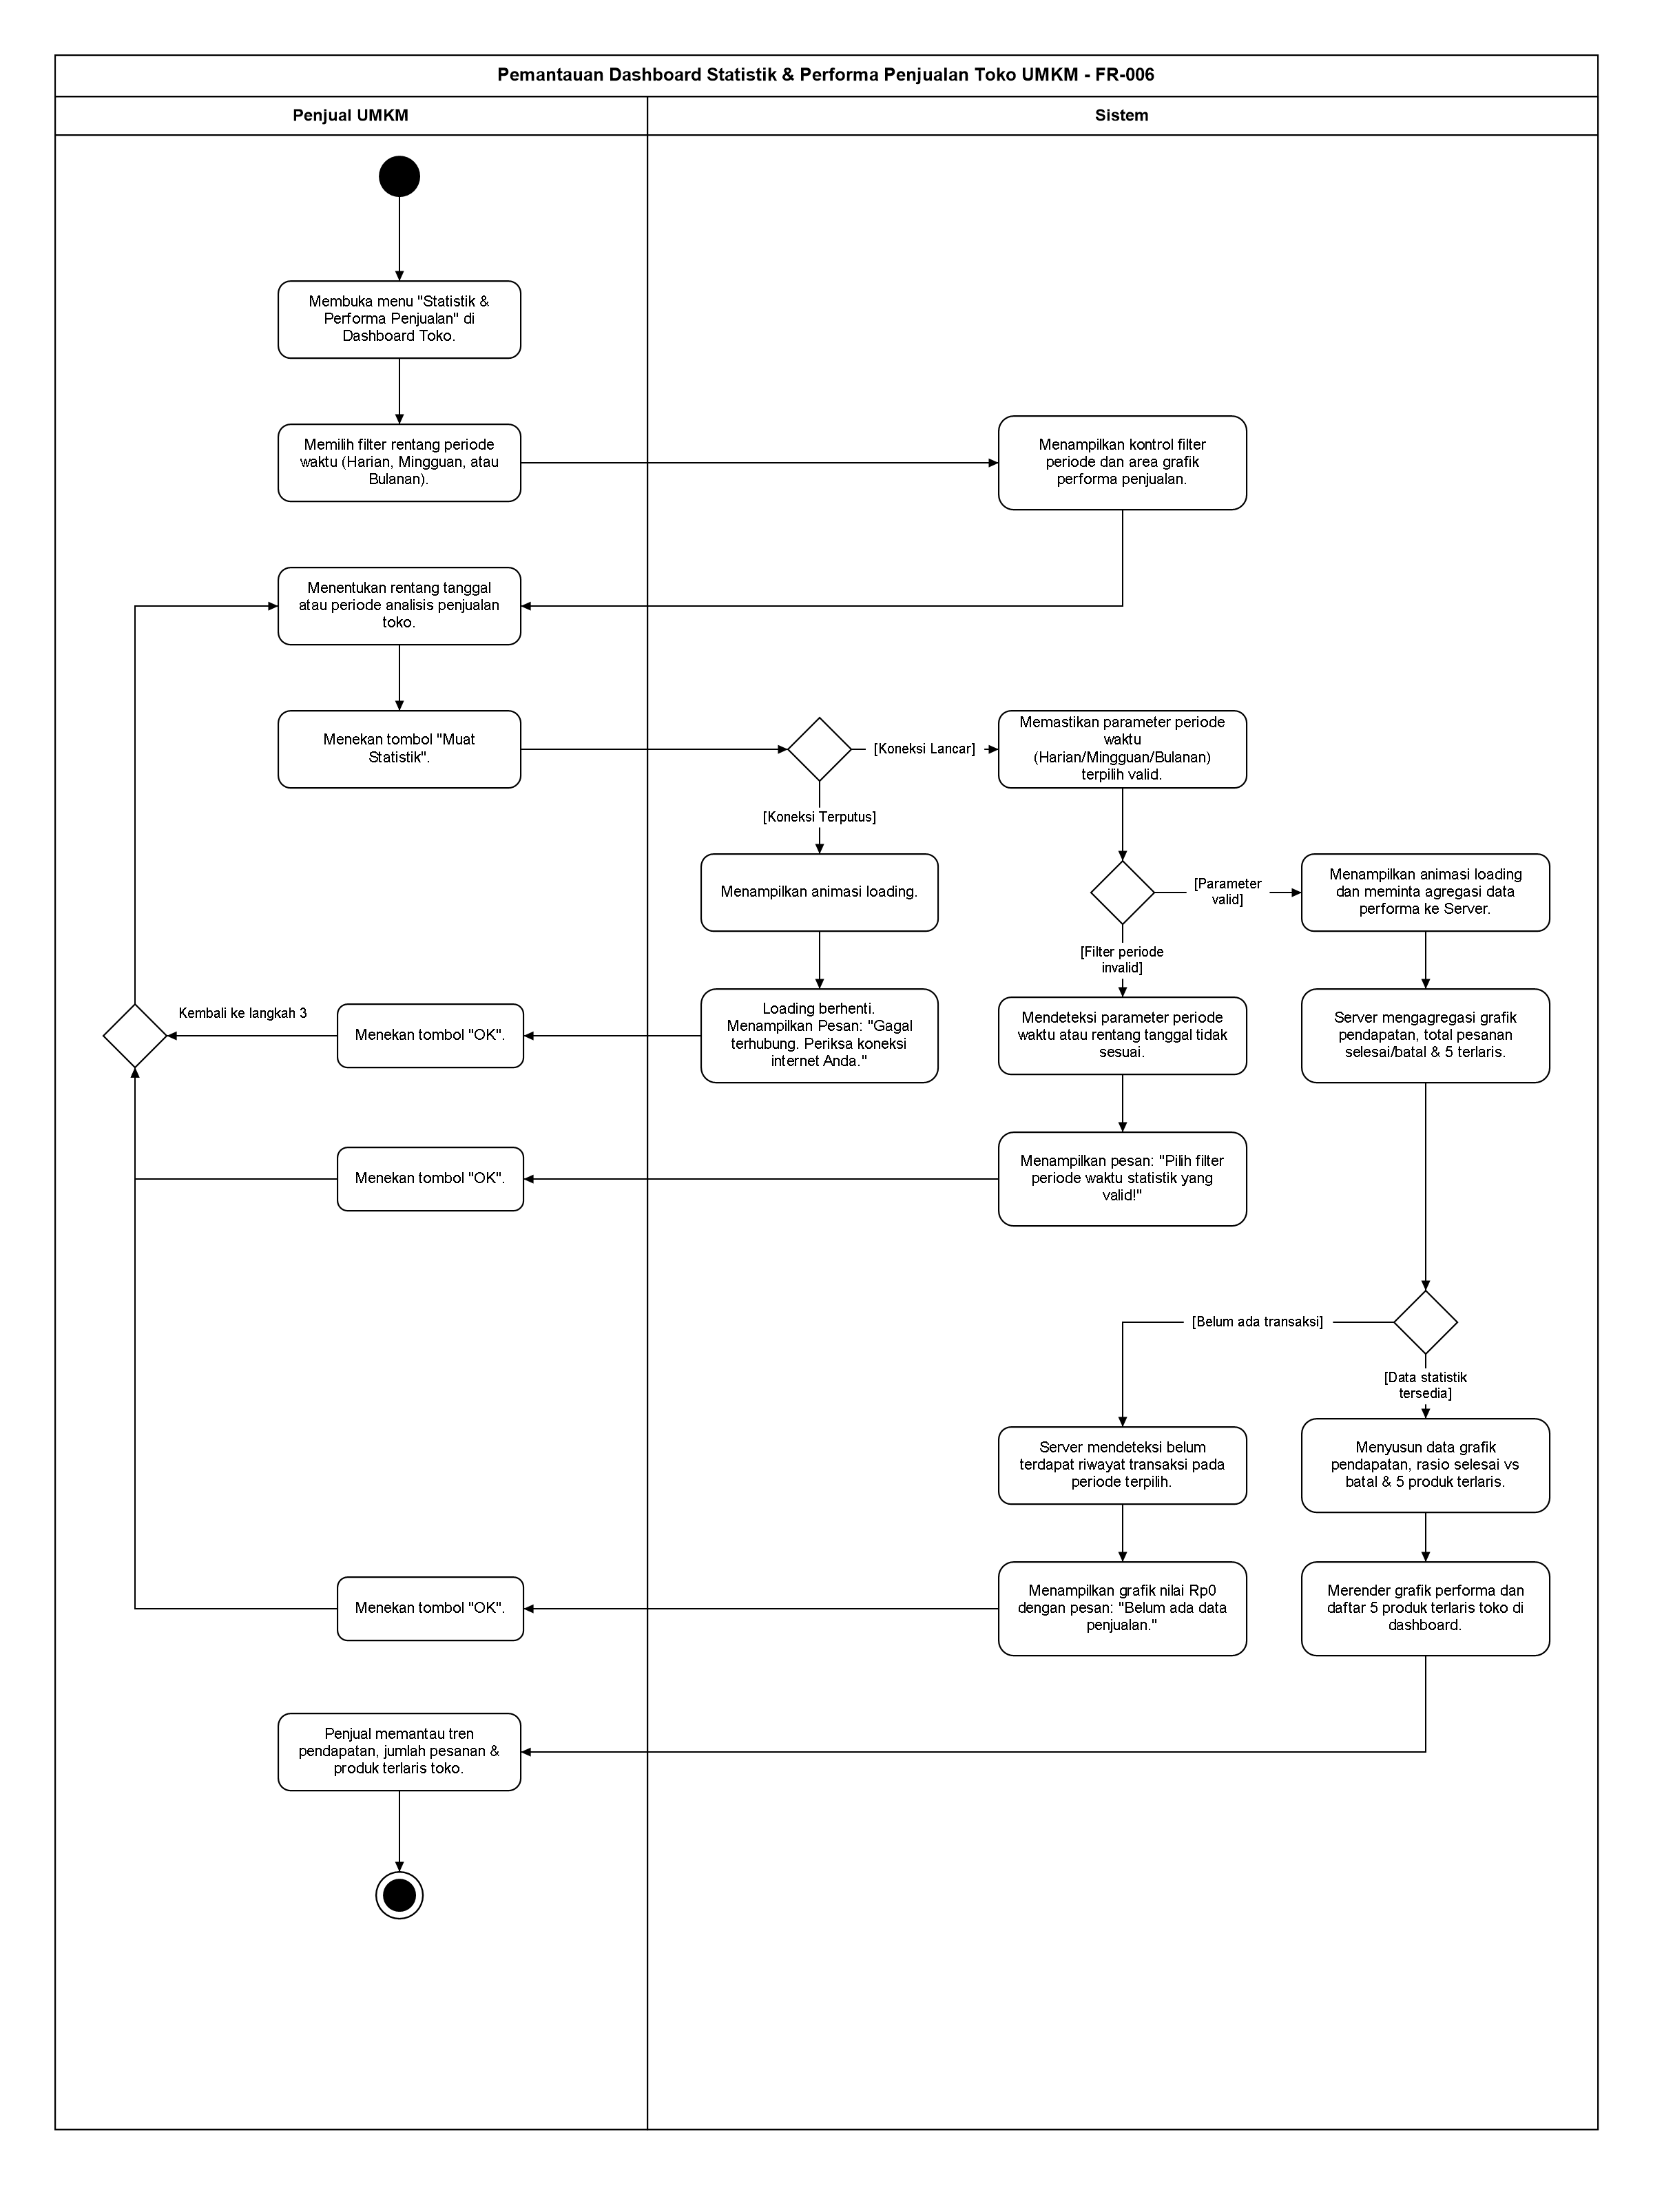 Pemantauan Dashboard Statistik & Performa Penjualan Toko UMKM - FR-006
Penjual UMKM
Sistem
Membuka menu "Statistik &
Performa Penjualan" di
Dashboard Toko.
Memilih filter rentang periode
waktu (Harian, Mingguan, atau
Bulanan).
Menampilkan kontrol filter
periode dan area grafik
performa penjualan.
Menentukan rentang tanggal
atau periode analisis penjualan
toko.
Menekan tombol "Muat
Statistik".
[Koneksi Lancar]
Memastikan parameter periode
waktu
(Harian/Mingguan/Bulanan)
terpilih valid.
[Koneksi Terputus]
Menampilkan animasi loading.
[Parameter
valid]
Menampilkan animasi loading
dan meminta agregasi data
performa ke Server.
[Filter periode
invalid]
Kembali ke langkah 3
Menekan tombol "OK".
Loading berhenti.
Menampilkan Pesan: "Gagal
terhubung. Periksa koneksi
internet Anda."
Mendeteksi parameter periode
waktu atau rentang tanggal tidak
sesuai.
Server mengagregasi grafik
pendapatan, total pesanan
selesai/batal & 5 terlaris.
Menekan tombol "OK".
Menampilkan pesan: "Pilih filter
periode waktu statistik yang
valid!"
[Belum ada transaksi]
[Data statistik
tersedia]
Server mendeteksi belum
terdapat riwayat transaksi pada
periode terpilih.
Menyusun data grafik
pendapatan, rasio selesai vs
batal & 5 produk terlaris.
Menekan tombol "OK".
Menampilkan grafik nilai Rp0
dengan pesan: "Belum ada data
penjualan."
Merender grafik performa dan
daftar 5 produk terlaris toko di
dashboard.
Penjual memantau tren
pendapatan, jumlah pesanan &
produk terlaris toko.